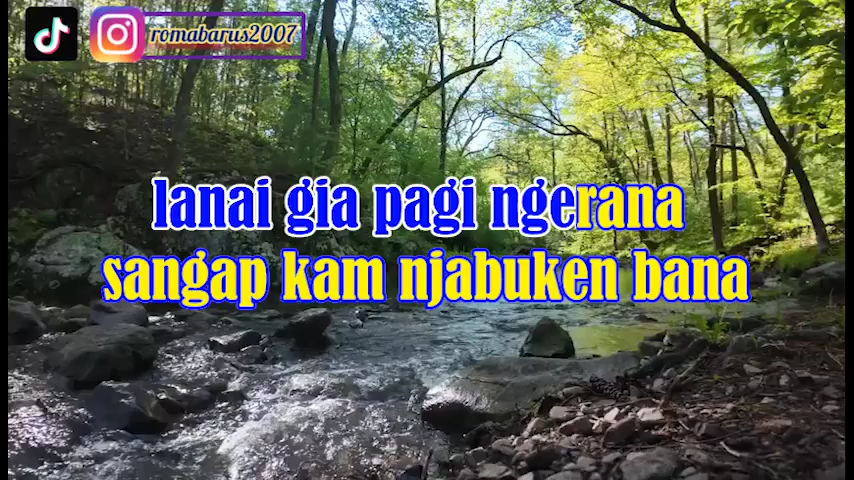 romabarus2007
lanai gia pagi ngerana
sangap kam njabuken bana